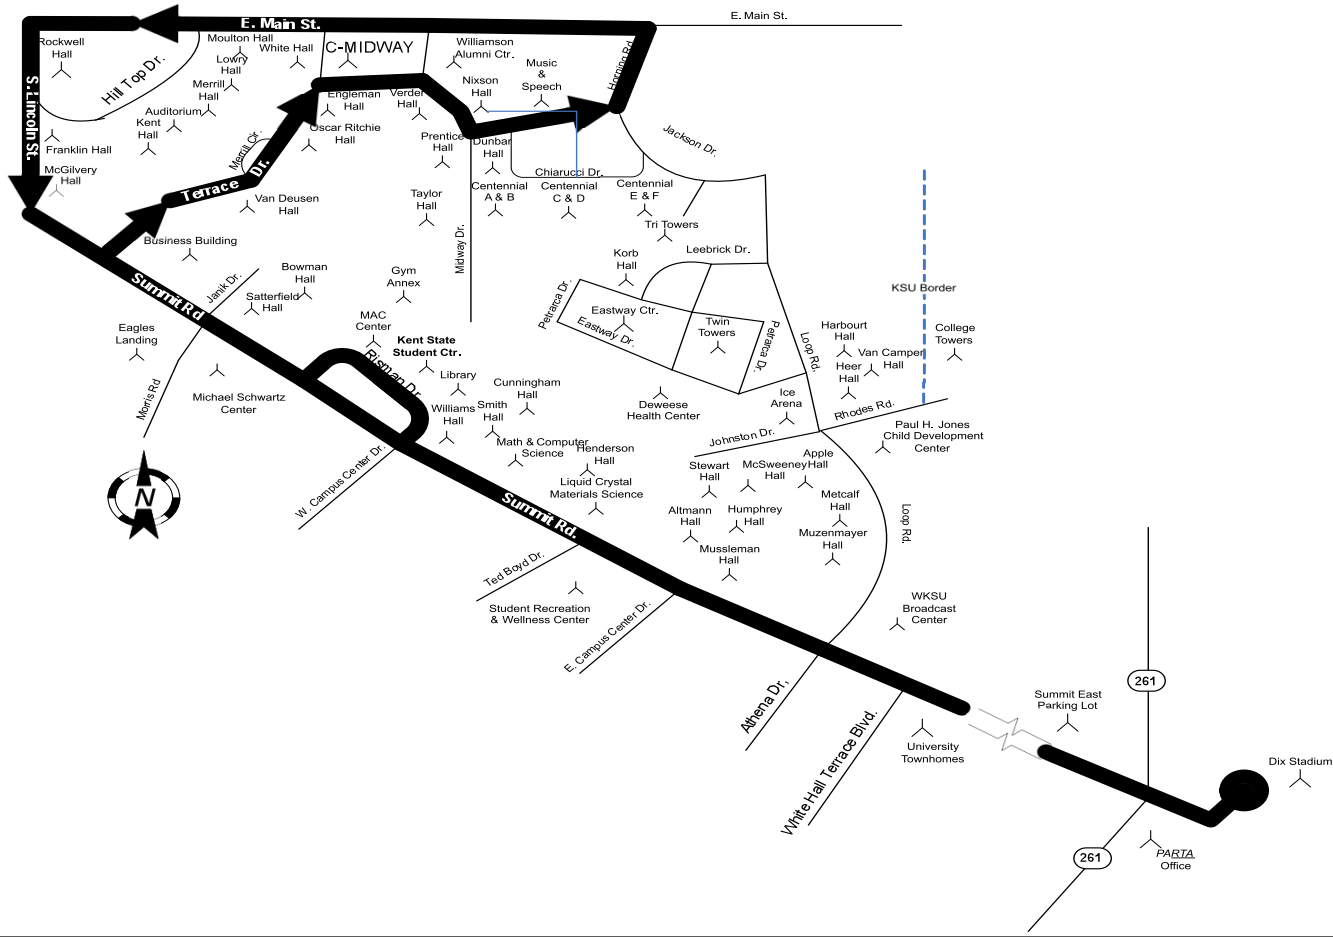 E. Main St.
E. Main St.
Rockwell
Hall
Hill Top Dr.
Moulton Hall
White Hall
Lowry
Hall
Merrill
Hall
Auditorium
Kent
Hall
C-MIDWAY
Williamson
Alumni Ctr.
Music
&
Speech
Nixson
Hall
Horning Rd.
S. Lincoln St.
Franklin Hall
McGilvery
Hall
Engleman
Hall
Verder
Hall
Oscar Ritchie
Hall
Merrill Cir.
Terrace Dr.
Prentice
Hall
Dunbar
Hall
Jackson Dr.
Chiarucci Dr.
Centennial
A & B
Centennial
C & D
Centennial
E & F
Van Deusen
Hall
Taylor
Hall
Tri Towers
Business Building
Midway Dr.
Leebrick Dr.
Korb
Hall
Bowman
Hall
Gym
Annex
Janik Dr.
Satterfield
Hall
KSU Border
Summit Rd
Petrarca Dr.
Eastway Ctr.
Eastway Dr.
Twin
Towers
Petrarca Dr.
Loop Rd.
Eagles
Landing
MAC
Center
Kent State
Student Ctr.
Risman Dr.
Harbourt
Hall
Van Camper
Hall
Heer
Hall
College
Towers
Morris Rd
Michael Schwartz
Center
Library
Cunningham
Hall
Williams
Hall
Smith
Hall
Deweese
Health Center
Ice
Arena
Rhodes Rd.
Johnston Dr.
Paul H. Jones
Child Development
Center
Math & Computer
Science
Henderson
Hall
Liquid Crystal
Materials Science
Stewart
Hall
McSweeney
Hall
Apple
Hall
Metcalf
Hall
N
W. Campus Center Dr.
Summit Rd.
Altmann
Hall
Humphrey
Hall
Muzenmayer
Hall
Mussleman
Hall
Loop Rd.
Ted Boyd Dr.
Student Recreation
& Wellness Center
E. Campus Center Dr.
WKSU
Broadcast
Center
Athena Dr,
White Hall Terrace Blvd.
University
Townhomes
Summit East
Parking Lot
261
Dix Stadium
261
PARTA
Office